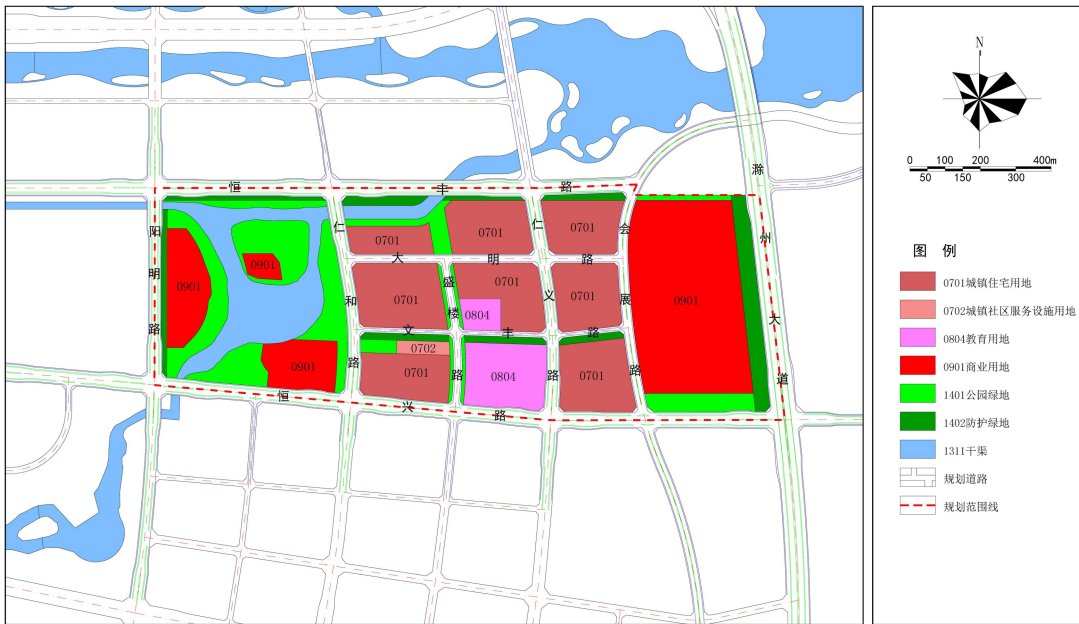 恒丰路
阳明路
仁和路
大明路
盛楼路
仁义路
会展路
滁州大道
文丰路
恒兴路
0701
0701
0701
0901
0901
0701
0701
0701
0901
0804
0702
0901
0701
0804
0701
N
0 100 200 400m
50 150 300
图 例
0701城镇住宅用地
0702城镇社区服务设施用地
0804教育用地
0901商业用地
1401公园绿地
1402防护绿地
1311干渠
规划道路
规划范围线